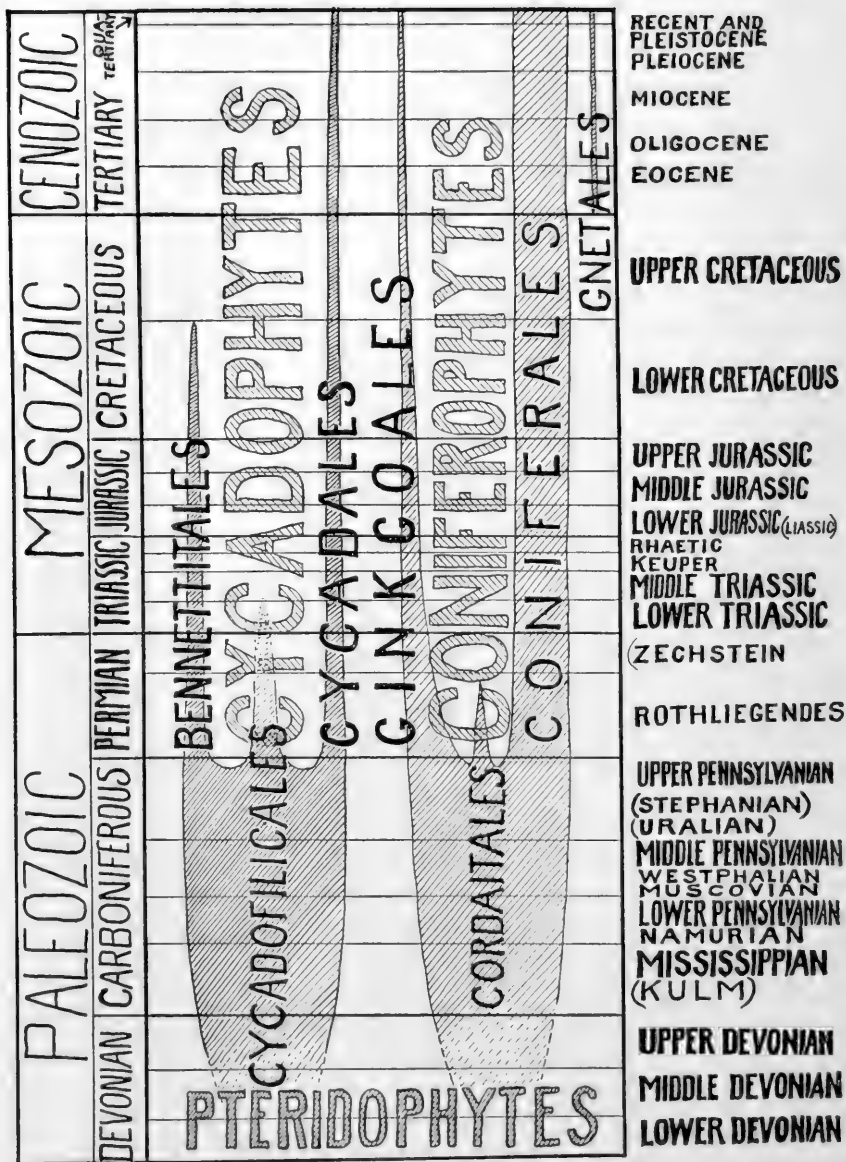 CENOZOIC
MESOZOIC
PALEOZOIC
QUA-
TERTIARY
TERTIARY
CRETACEOUS
JURASSIC
TRIASSIC
PERMIAN
CARBONIFEROUS
DEVONIAN
BENNETTITALES
CYCADOPHYTES
CYCADOFILICALES
CYCADALES
GINKGOALES
CONIFEROPHYTES
CORDAITALES
CONIFERALES
GNETALES
PTERIDOPHYTES
RECENT AND
PLEISTOCENE
PLEIOCENE
MIOCENE
OLIGOCENE
EOCENE
UPPER CRETACEOUS
LOWER CRETACEOUS
UPPER JURASSIC
MIDDLE JURASSIC
LOWER JURASSIC (LIASSIC)
RHAETIC
KEUPER
MIDDLE TRIASSIC
LOWER TRIASSIC
(ZECHSTEIN
ROTHLIEGENDES
UPPER PENNSYLVANIAN
(STEPHANIAN)
(URALIAN)
MIDDLE PENNSYLVANIAN
WESTPHALIAN
MUSCOVIAN
LOWER PENNSYLVANIAN
NAMURIAN
MISSISSIPPIAN
(KULM)
UPPER DEVONIAN
MIDDLE DEVONIAN
LOWER DEVONIAN